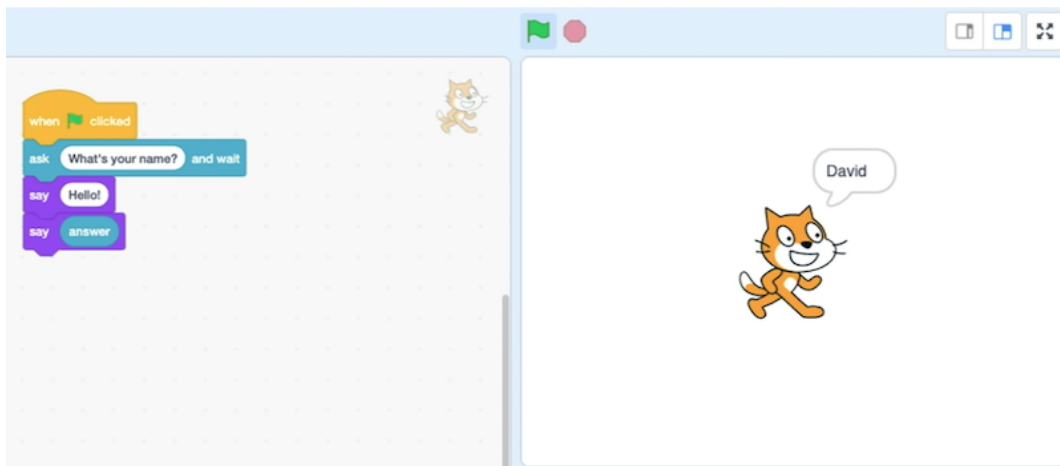 when clicked
ask What's your name? and wait
say Hello!
say answer
David